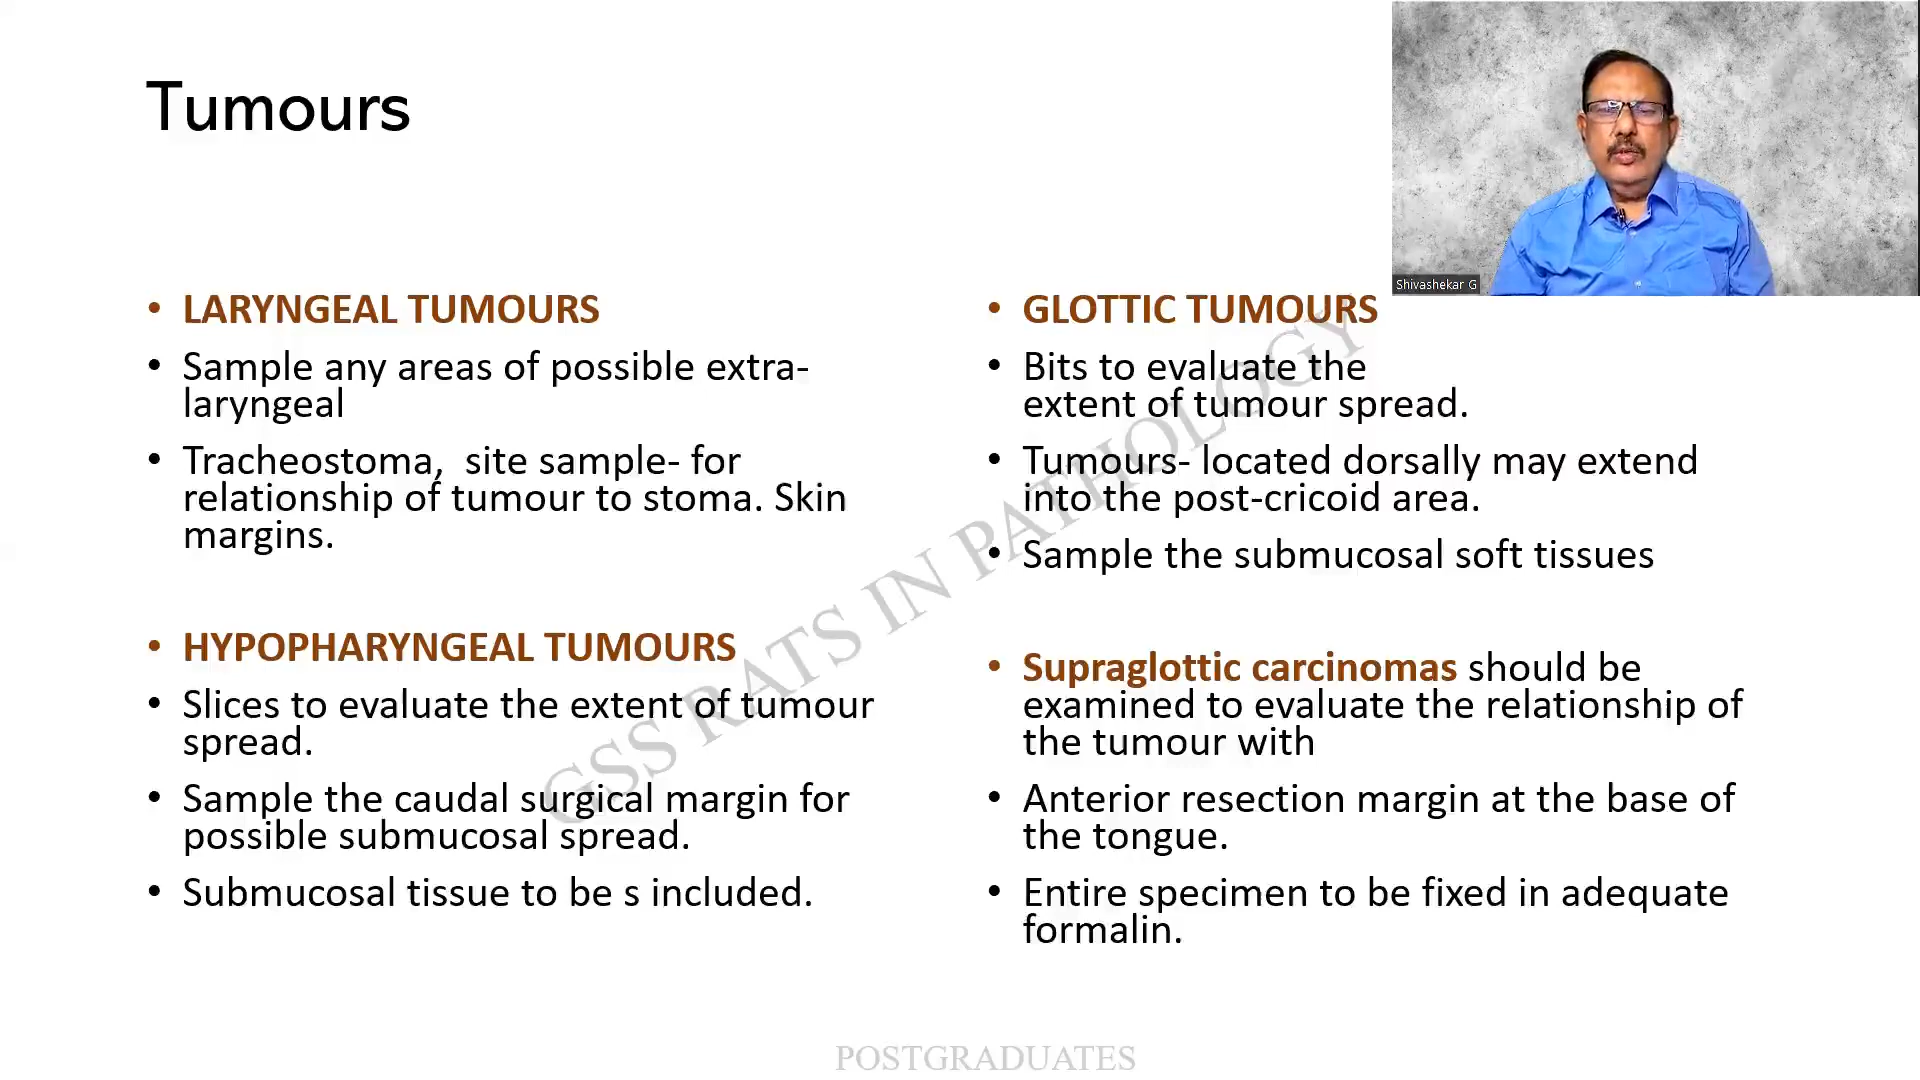 Tumours
Shivashekar G
• LARYNGEAL TUMOURS
• Sample any areas of possible extra-
laryngeal
• Tracheostoma, site sample- for
relationship of tumour to stoma. Skin
margins.
• HYPOPHARYNGEAL TUMOURS
• Slices to evaluate the extent of tumour
spread.
• Sample the caudal surgical margin for
possible submucosal spread.
• Submucosal tissue to be s included.
• GLOTTIC TUMOURS
• Bits to evaluate the
extent of tumour spread.
• Tumours- located dorsally may extend
into the post-cricoid area.
• Sample the submucosal soft tissues
• Supraglottic carcinomas should be
examined to evaluate the relationship of
the tumour with
• Anterior resection margin at the base of
the tongue.
• Entire specimen to be fixed in adequate
formalin.
GSS RATS IN PATHOLOGY
POSTGRADUATES